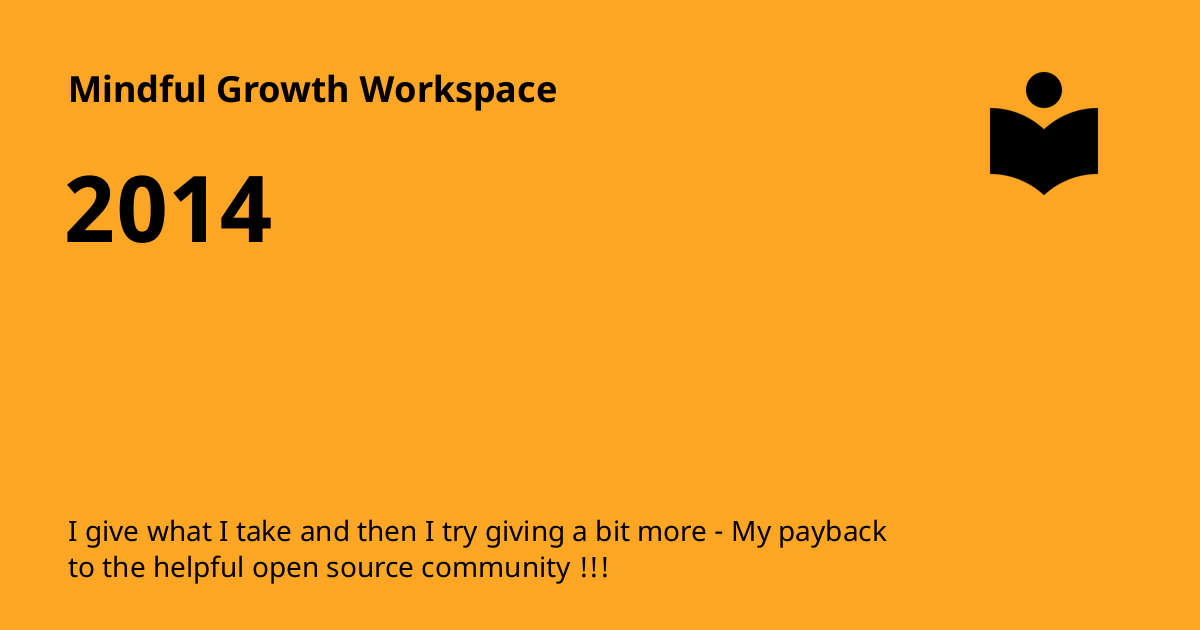 Mindful Growth Workspace
2014
I give what I take and then I try giving a bit more - My payback
to the helpful open source community !!!